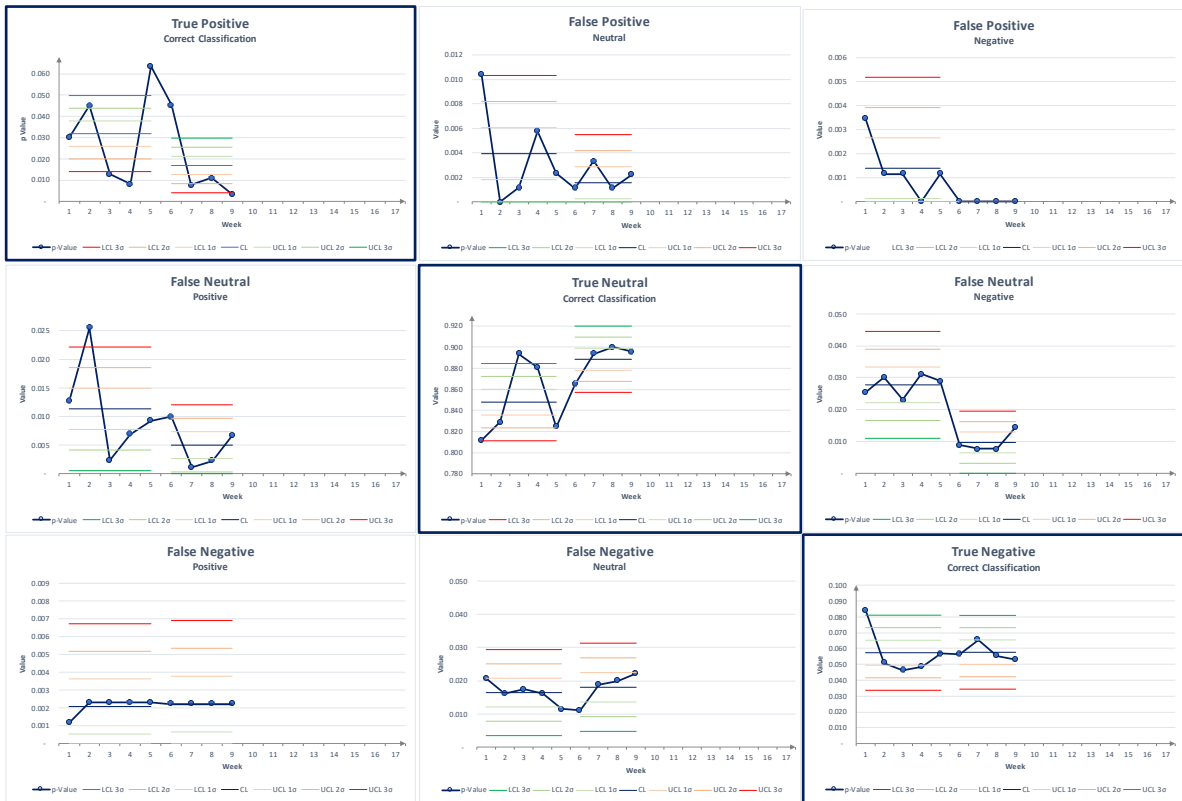 True Positive
Correct Classification
p Value
0.060
0.050
0.040
0.030
0.020
0.010
-
1 2 3 4 5 6 7 8 9 10 11 12 13 14 15 16 17
Week
p-Value LCL 3σ LCL 2σ LCL 1σ CL UCL 1σ UCL 2σ UCL 3σ
False Positive
Neutral
Value
0.012
0.010
0.008
0.006
0.004
0.002
-
1 2 3 4 5 6 7 8 9 10 11 12 13 14 15 16 17
Week
p-Value LCL 3σ LCL 2σ LCL 1σ CL UCL 1σ UCL 2σ UCL 3σ
False Positive
Negative
Value
0.006
0.005
0.004
0.003
0.002
0.001
-
1 2 3 4 5 6 7 8 9 10 11 12 13 14 15 16 17
Week
p-Value LCL 3σ LCL 2σ LCL 1σ CL UCL 1σ UCL 2σ UCL 3σ
False Neutral
Positive
Value
0.025
0.020
0.015
0.010
0.005
-
1 2 3 4 5 6 7 8 9 10 11 12 13 14 15 16 17
Week
p-Value LCL 3σ LCL 2σ LCL 1σ CL UCL 1σ UCL 2σ UCL 3σ
True Neutral
Correct Classification
Value
0.920
0.900
0.880
0.860
0.840
0.820
0.800
0.780
1 2 3 4 5 6 7 8 9 10 11 12 13 14 15 16 17
Week
p-Value LCL 3σ LCL 2σ LCL 1σ CL UCL 1σ UCL 2σ UCL 3σ
False Neutral
Negative
Value
0.050
0.040
0.030
0.020
0.010
-
1 2 3 4 5 6 7 8 9 10 11 12 13 14 15 16 17
Week
p-Value LCL 3σ LCL 2σ LCL 1σ CL UCL 1σ UCL 2σ UCL 3σ
False Negative
Positive
Value
0.009
0.008
0.007
0.006
0.005
0.004
0.003
0.002
0.001
-
1 2 3 4 5 6 7 8 9 10 11 12 13 14 15 16 17
Week
p-Value LCL 3σ LCL 2σ LCL 1σ CL UCL 1σ UCL 2σ UCL 3σ
False Negative
Neutral
Value
0.050
0.040
0.030
0.020
0.010
-
1 2 3 4 5 6 7 8 9 10 11 12 13 14 15 16 17
Week
p-Value LCL 3σ LCL 2σ LCL 1σ CL UCL 1σ UCL 2σ UCL 3σ
True Negative
Correct Classification
Value
0.100
0.090
0.080
0.070
0.060
0.050
0.040
0.030
0.020
0.010
-
1 2 3 4 5 6 7 8 9 10 11 12 13 14 15 16 17
Week
p-Value LCL 3σ LCL 2σ LCL 1σ CL UCL 1σ UCL 2σ UCL 3σ